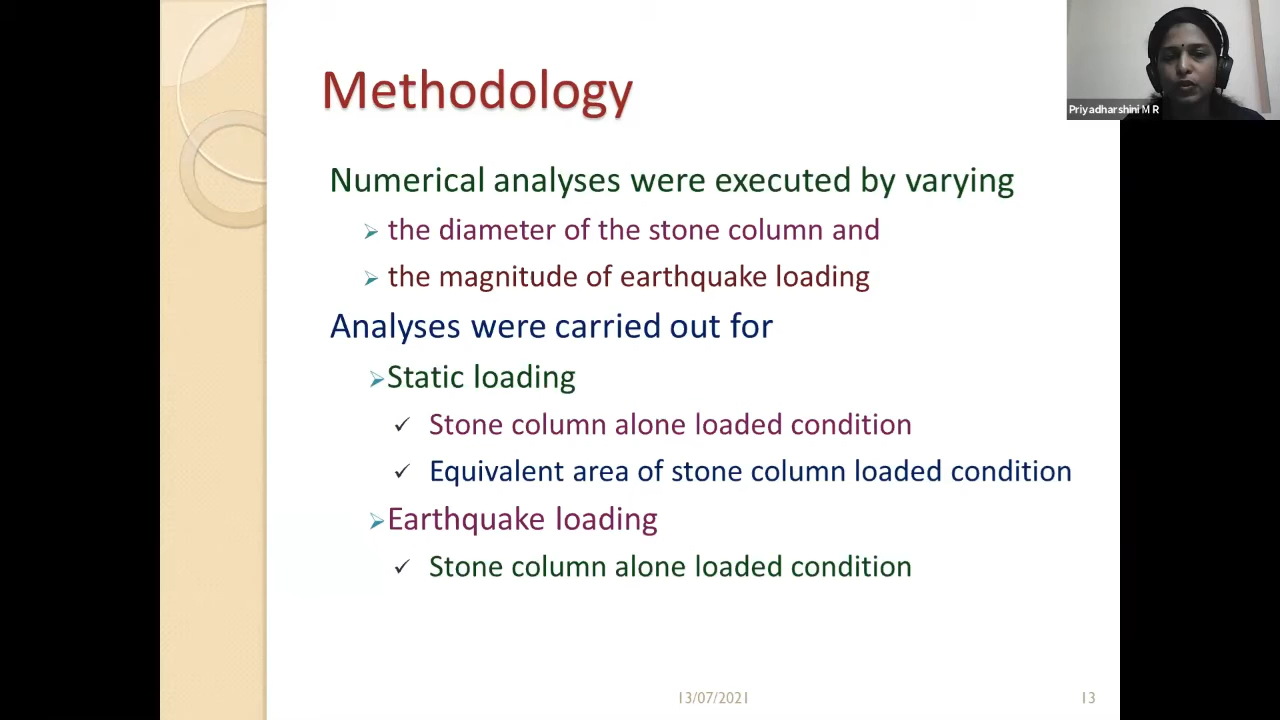 Methodology
Priyadharshini M R
Numerical analyses were executed by varying
the diameter of the stone column and
the magnitude of earthquake loading
Analyses were carried out for
Static loading
Stone column alone loaded condition
Equivalent area of stone column loaded condition
Earthquake loading
Stone column alone loaded condition
13/07/2021
13